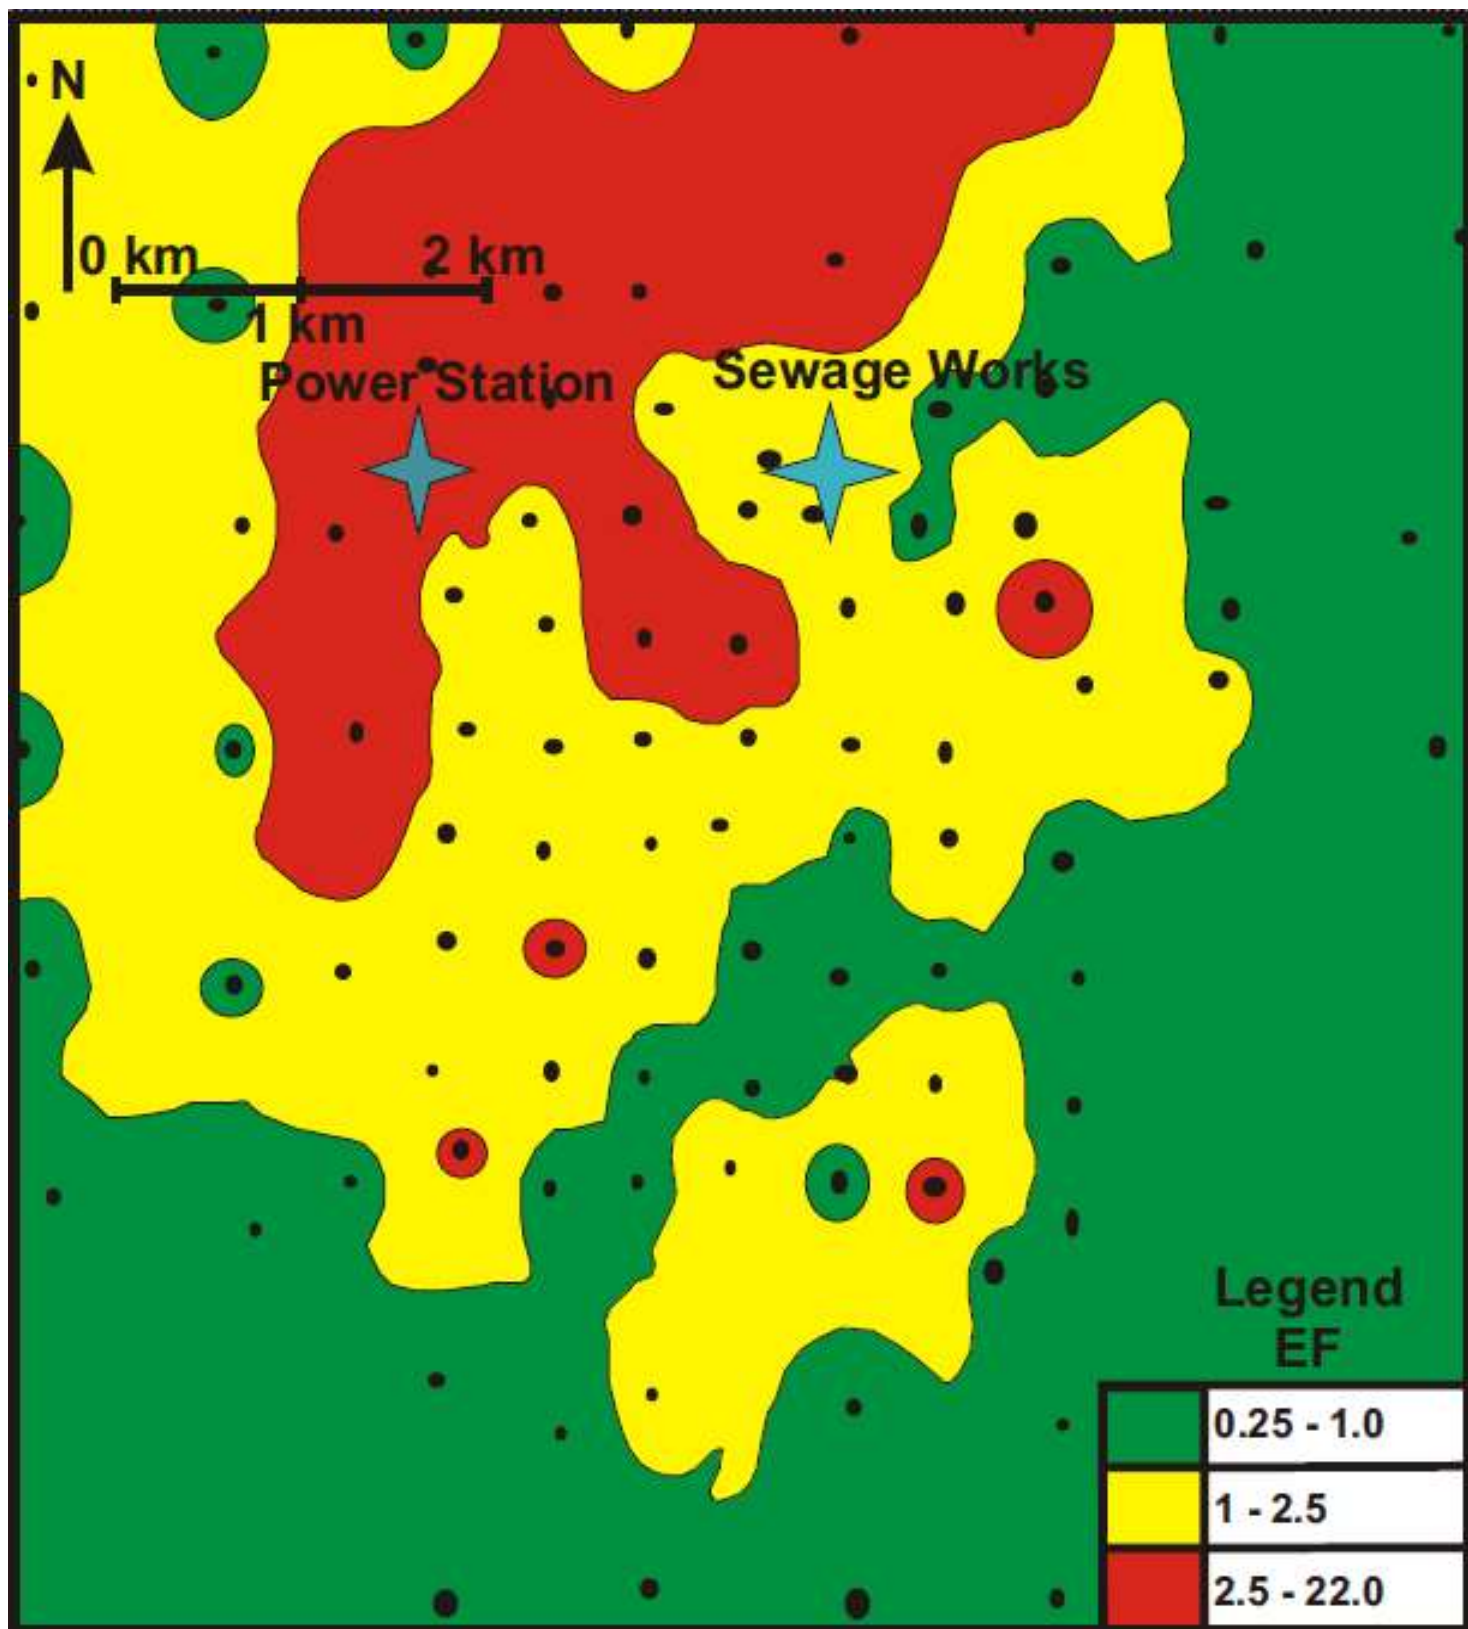 N
0 km
2 km
1 km
Power Station
Sewage Works
Legend
EF
0.25 - 1.0
1 - 2.5
2.5 - 22.0